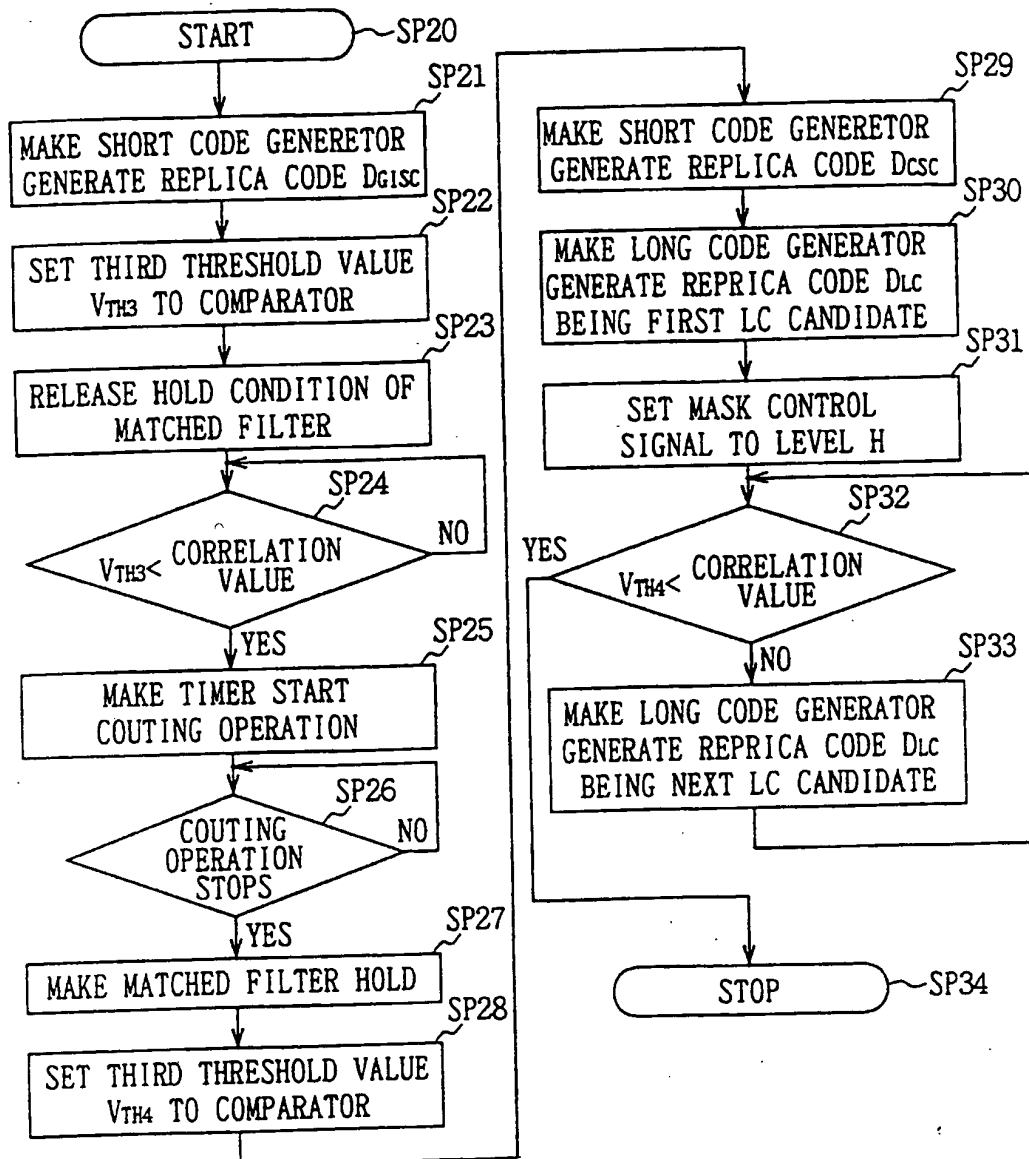 START
SP20
SP21
MAKE SHORT CODE GENERETOR
GENERATE REPLICA CODE DG1SC
SP22
SET THIRD THRESHOLD VALUE
VTH3 TO COMPARATOR
SP23
RELEASE HOLD CONDITION OF
MATCHED FILTER
SP24
VTH3< CORRELATION
VALUE
NO
YES
SP25
MAKE TIMER START
COUTING OPERATION
SP26
COUTING
OPERATION
STOPS
NO
YES
SP27
MAKE MATCHED FILTER HOLD
SP28
SET THIRD THRESHOLD VALUE
VTH4 TO COMPARATOR
SP29
MAKE SHORT CODE GENERETOR
GENERATE REPLICA CODE DCSC
SP30
MAKE LONG CODE GENERATOR
GENERATE REPRICA CODE DLC
BEING FIRST LC CANDIDATE
SP31
SET MASK CONTROL
SIGNAL TO LEVEL H
SP32
YES
VTH4< CORRELATION
VALUE
NO
SP33
MAKE LONG CODE GENERATOR
GENERATE REPRICA CODE DLC
BEING NEXT LC CANDIDATE
STOP
SP34